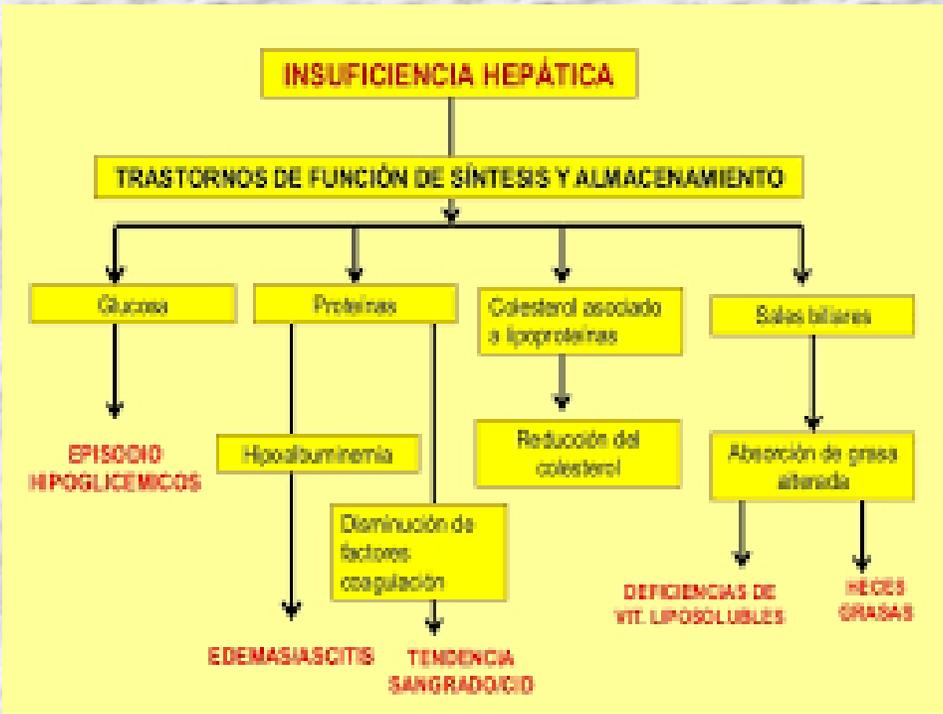 INSUFICIENCIA HEPÁTICA
TRASTORNOS DE FUNCIÓN DE SÍNTESIS Y ALMACENAMIENTO
Glucosa
Proteínas
Colesterol asociado
a lipoproteínas
Sales biliares
EPISODIO
HIPOGLICEMICOS
Hipoalbuminemia
Reducción del
colesterol
Absorción de grasa
alterada
Disminución de
factores
coagulación
DEFICIENCIAS DE
VIT. LIPOSOLUBLES
HECES
GRASAS
EDEMAS/ASCITIS
TENDENCIA
SANGRADO/CID